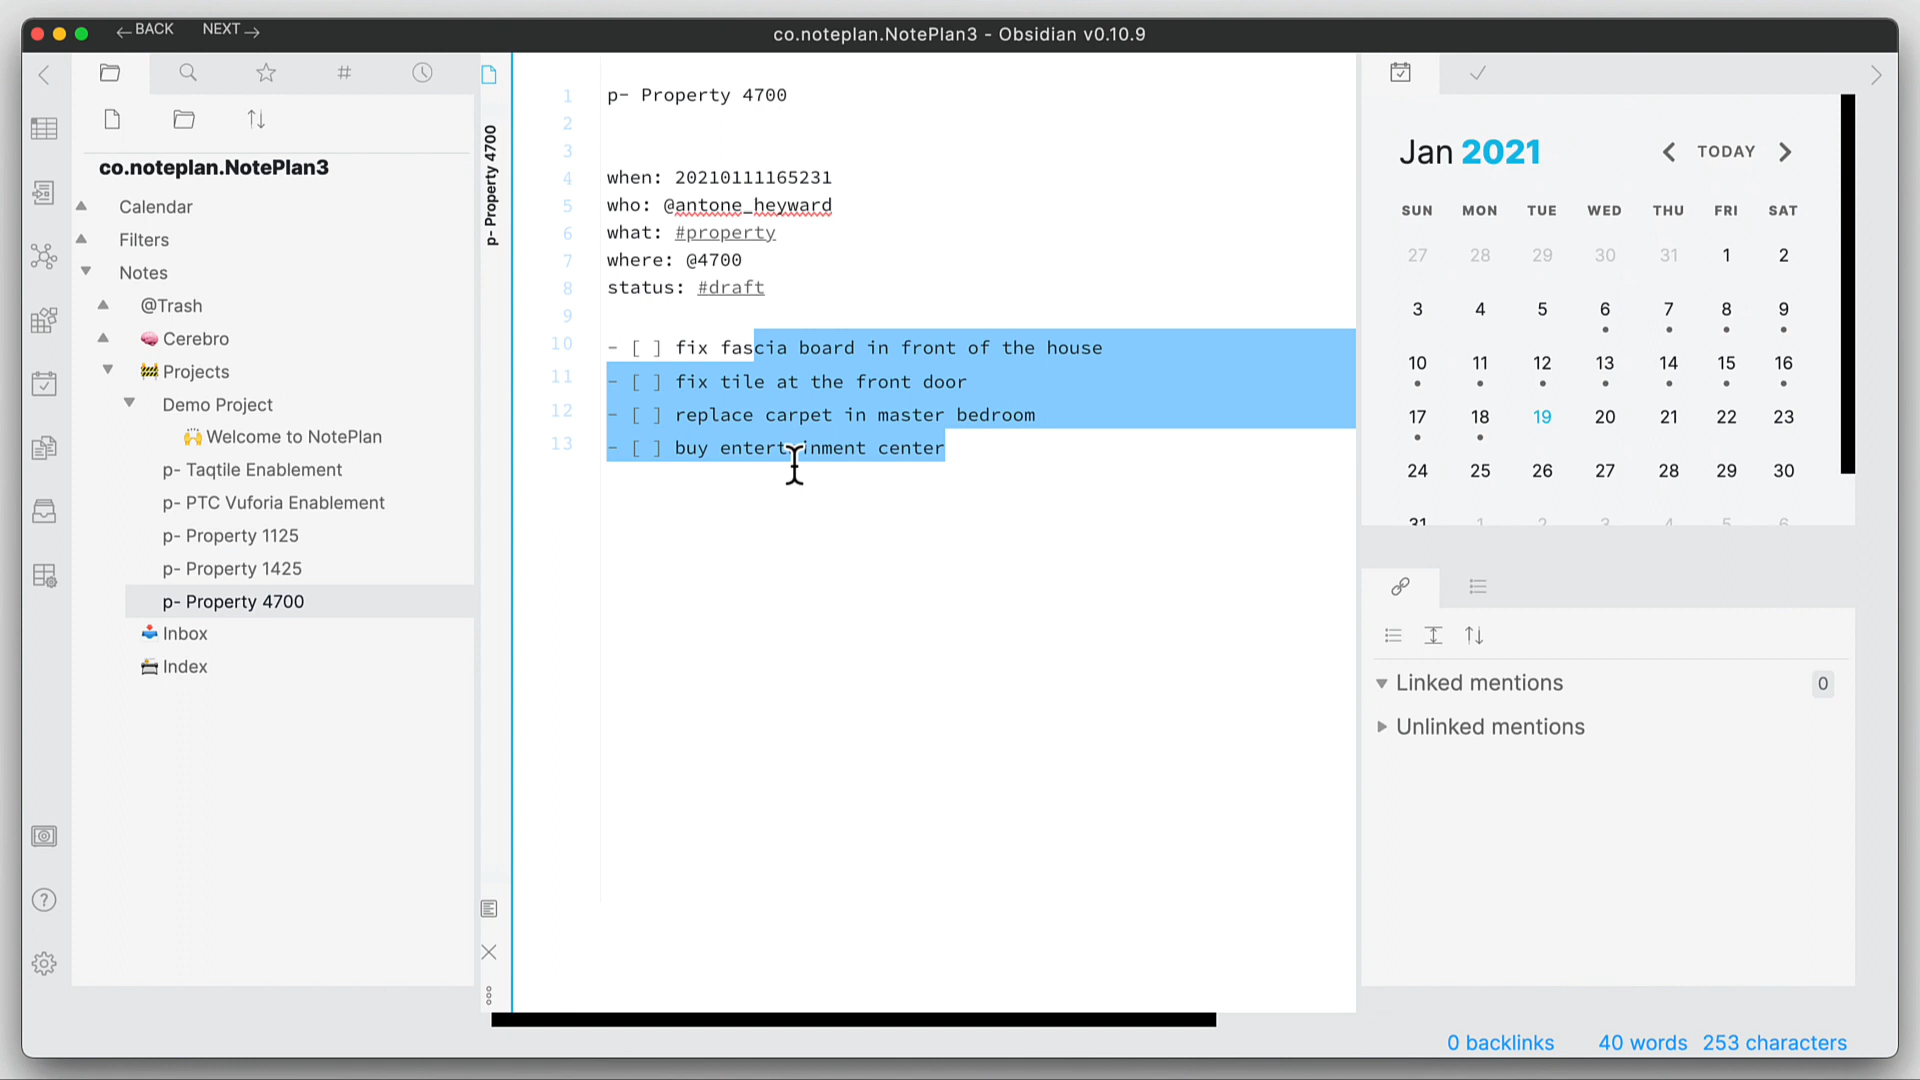 BACK NEXT
co.noteplan.NotePlan3 - Obsidian v0.10.9
co.noteplan.NotePlan3
Calendar
Filters
Notes
@Trash
Cerebro
Projects
Demo Project
Welcome to NotePlan
p- Taqtile Enablement
p- PTC Vuforia Enablement
p- Property 1125
p- Property 1425
p- Property 4700
Inbox
Index
p- Property 4700
1 p- Property 4700
2
3
4 when: 20210111165231
5 who: @antone_heyward
6 what: #property
7 where: @4700
8 status: #draft
9
10 - [ ] fix fascia board in front of the house
11 - [ ] fix tile at the front door
12 - [ ] replace carpet in master bedroom
13 - [ ] buy entertainment center
Jan 2021 TODAY
SUN MON TUE WED THU FRI SAT
27 28 29 30 31 1 2
3 4 5 6 7 8 9
10 11 12 13 14 15 16
17 18 19 20 21 22 23
24 25 26 27 28 29 30
31 1 2 3 4 5 6
Linked mentions 0
Unlinked mentions
0 backlinks 40 words 253 characters